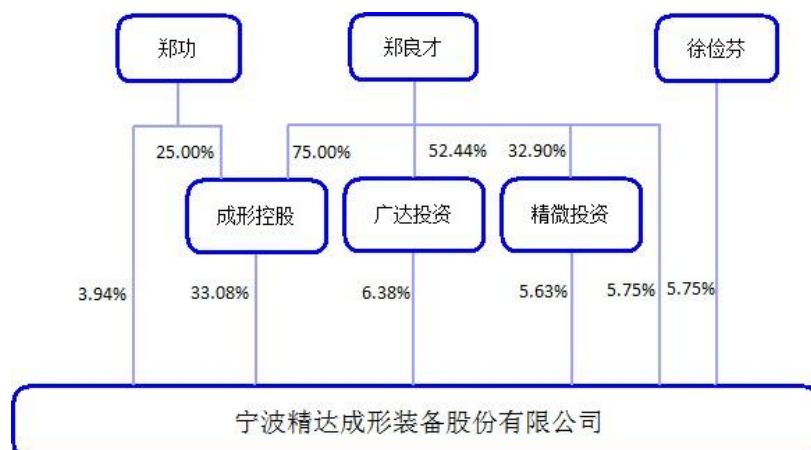 郑功
郑良才
徐俭芬
25.00%
75.00%
52.44%
32.90%
成形控股
广达投资
精微投资
3.94%
33.08%
6.38%
5.63%
5.75%
5.75%
宁波精达成形装备股份有限公司